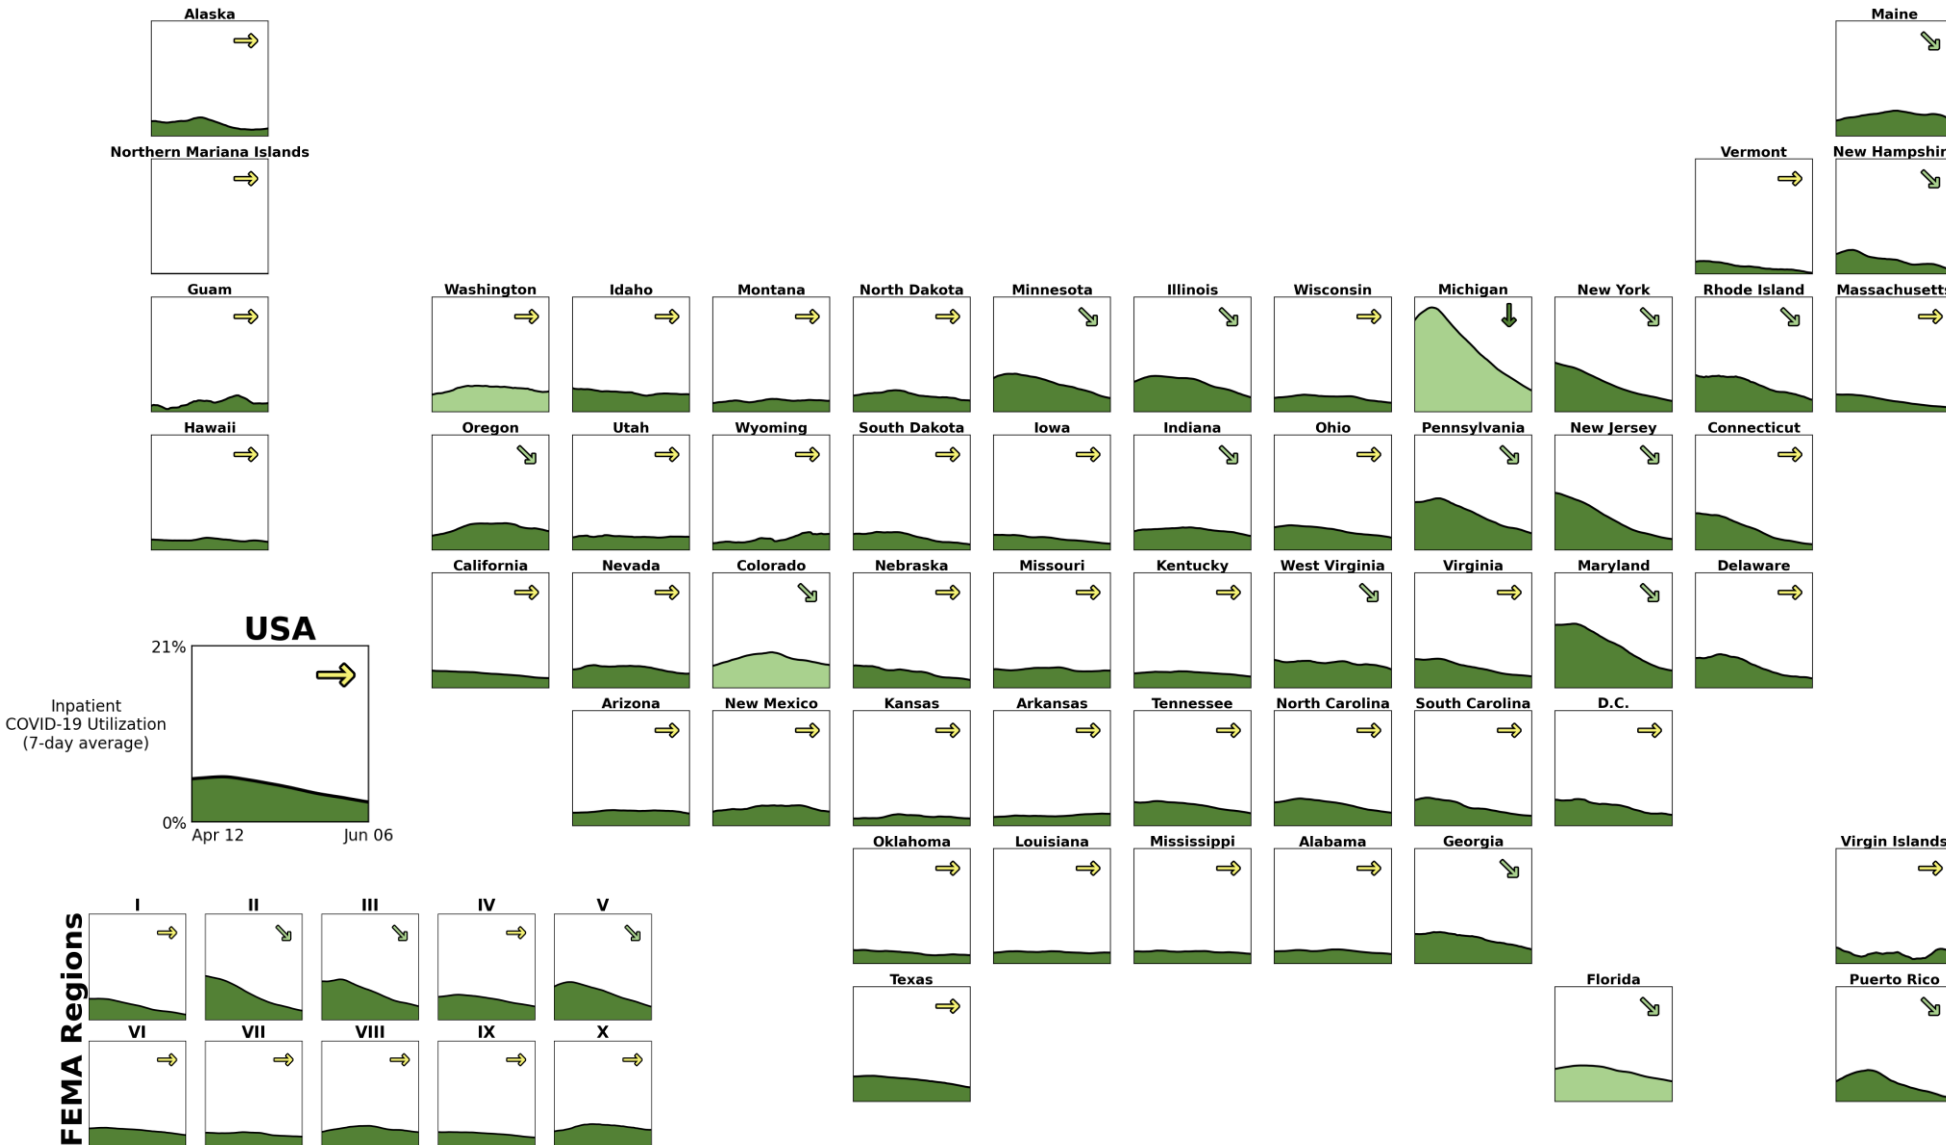 Alaska
Maine
Northern Mariana Islands
Vermont
New Hampshir
Guam
Washington
Idaho
Montana
North Dakota
Minnesota
Illinois
Wisconsin
Michigan
New York
Rhode Island
Massachusetts
Hawaii
Oregon
Utah
Wyoming
South Dakota
Iowa
Indiana
Ohio
Pennsylvania
New Jersey
Connecticut
California
Nevada
Colorado
Nebraska
Missouri
Kentucky
West Virginia
Virginia
Maryland
Delaware
USA
21%
Inpatient
COVID-19 Utilization
(7-day average)
0%
Apr 12
Jun 06
Arizona
New Mexico
Kansas
Arkansas
Tennessee
North Carolina
South Carolina
D.C.
Oklahoma
Louisiana
Mississippi
Alabama
Georgia
Virgin Islands
Texas
Florida
Puerto Rico
FEMA Regions
I
II
III
IV
V
VI
VII
VIII
IX
X